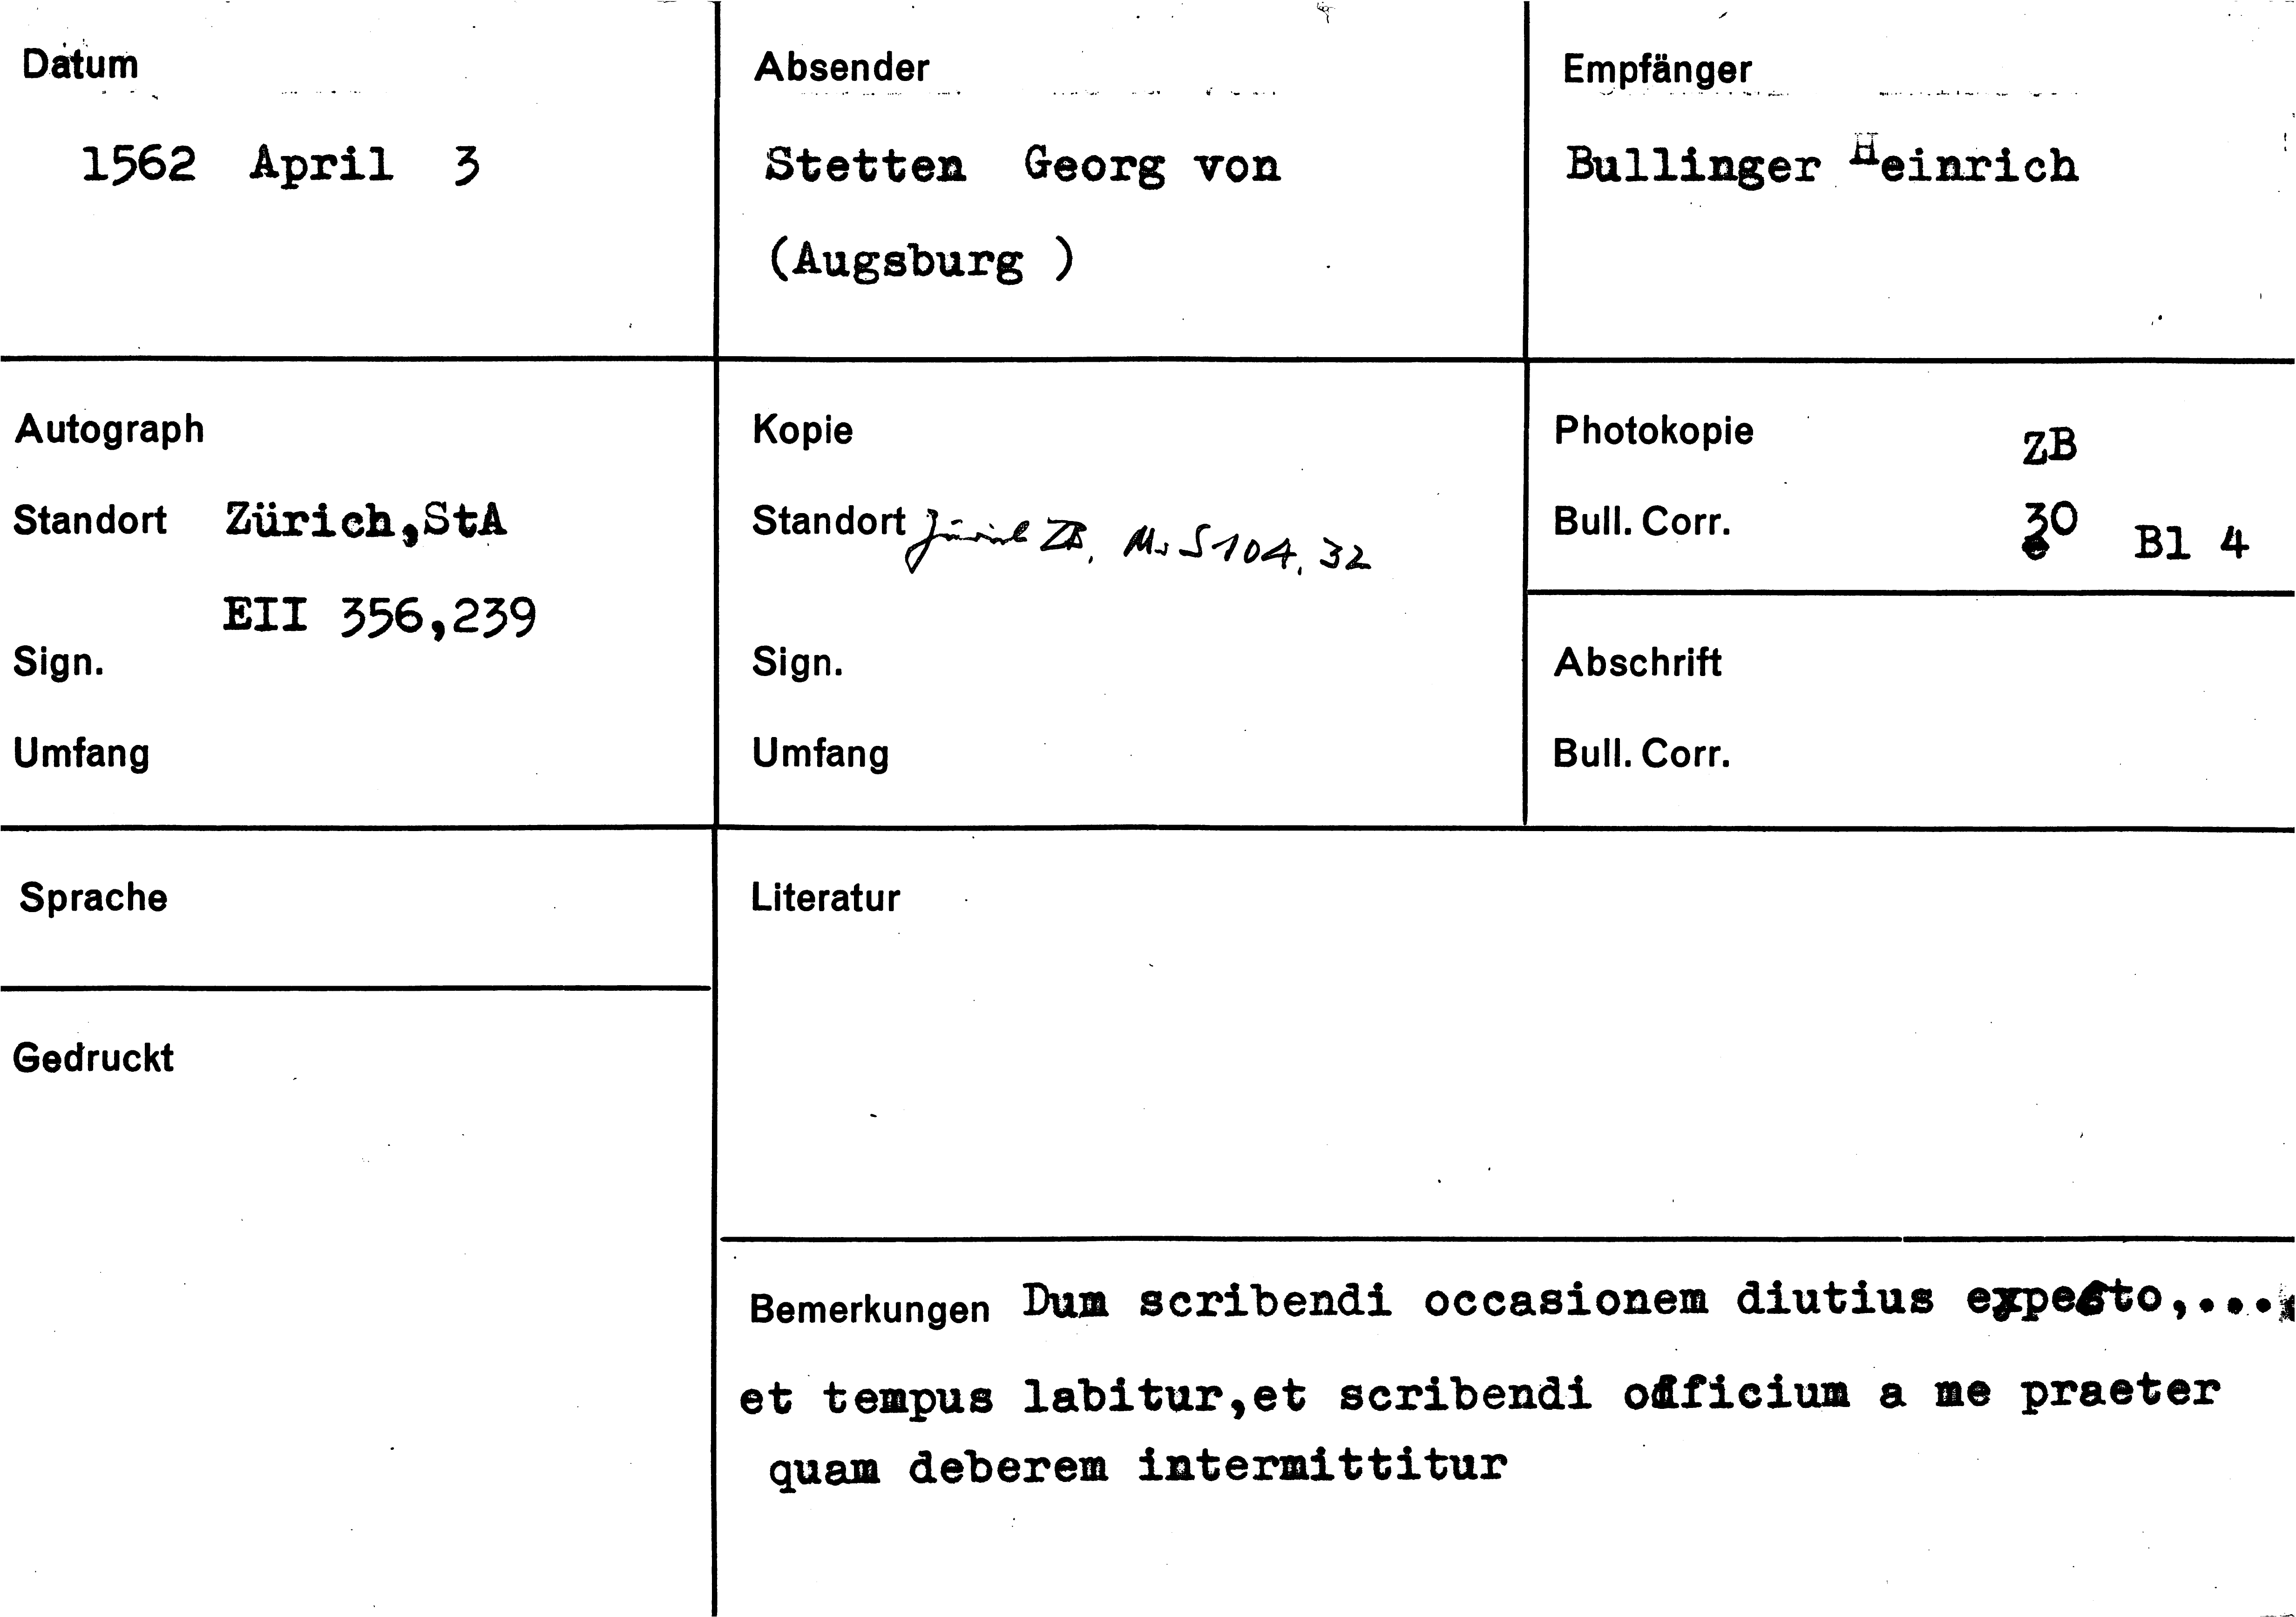 Datum
1562 April 3
Absender
Stetten Georg von
(Augsburg )
Empfänger
Bullinger Heinrich
Autograph
Standort Zürich,StA
EII 356,239
Sign.
Umfang
Kopie
Standort Zürich ZB, Ms S 104, 32
Sign.
Umfang
Photokopie ZB
Bull. Corr. 30 Bl 4
Abschrift
Bull. Corr.
Sprache
Gedruckt
Literatur
Bemerkungen Dum scribendi occasionem diutius expecto,...
et tempus labitur,et scribendi officium a me praeter
quam deberem intermittitur